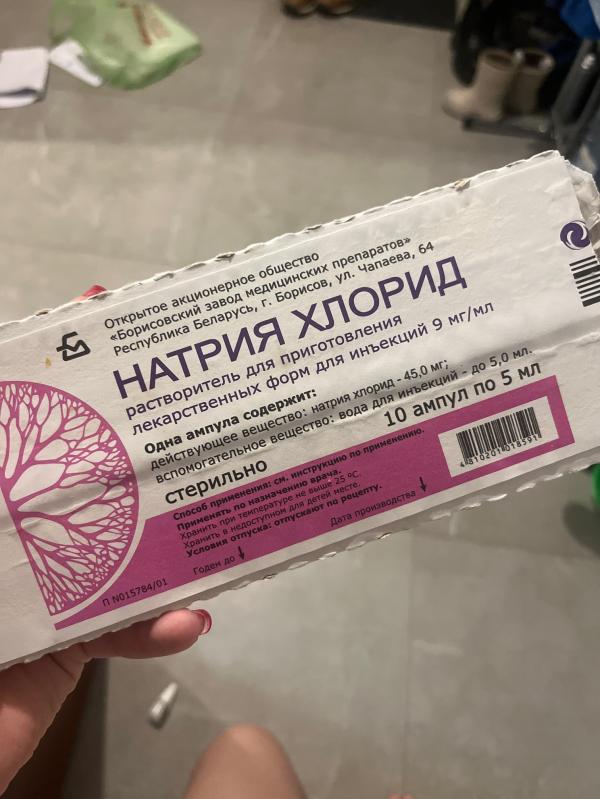 Открытое акционерное общество
«Борисовский завод медицинских препаратов»
Республика Беларусь, г. Борисов, ул. Чапаева, 64
НАТРИЯ ХЛОРИД
растворитель для приготовления
лекарственных форм для инъекций 9 мг/мл
Одна ампула содержит:
действующее вещество: натрия хлорид - 45,0 мг;
вспомогательное вещество: вода для инъекций - до 5,0 мл.
10 ампул по 5 мл
стерильно
Способ применения: см. инструкцию по применению.
Применять по назначению врача.
Хранить при температуре не выше 25 °С.
Хранить в недоступном для детей месте.
Условия отпуска: отпускают по рецепту.
Годен до
Дата производства
П N015784/01
4 810201 018591